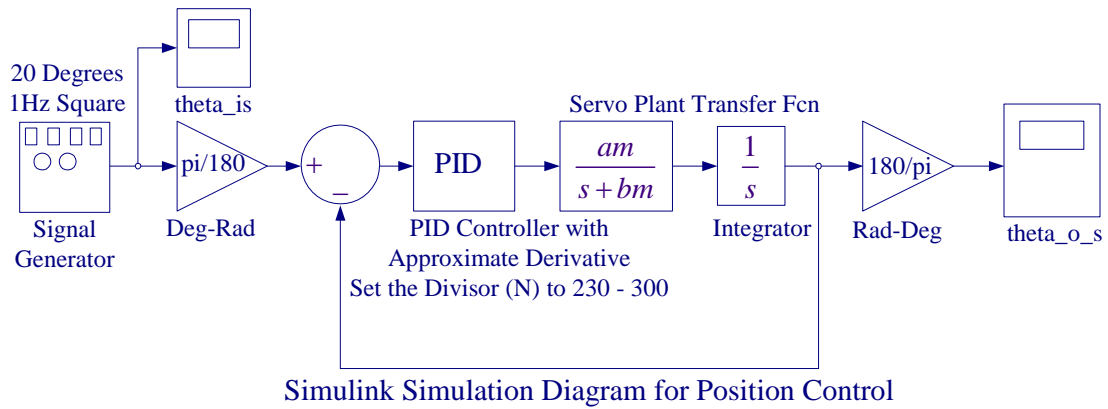 20 Degrees
1Hz Square
theta_is
Signal
Generator
pi/180
Deg-Rad
+
−
PID
PID Controller with
Approximate Derivative
Set the Divisor (N) to 230 - 300
Servo Plant Transfer Fcn
am
s + bm
1
s
Integrator
180/pi
Rad-Deg
theta_o_s
Simulink Simulation Diagram for Position Control